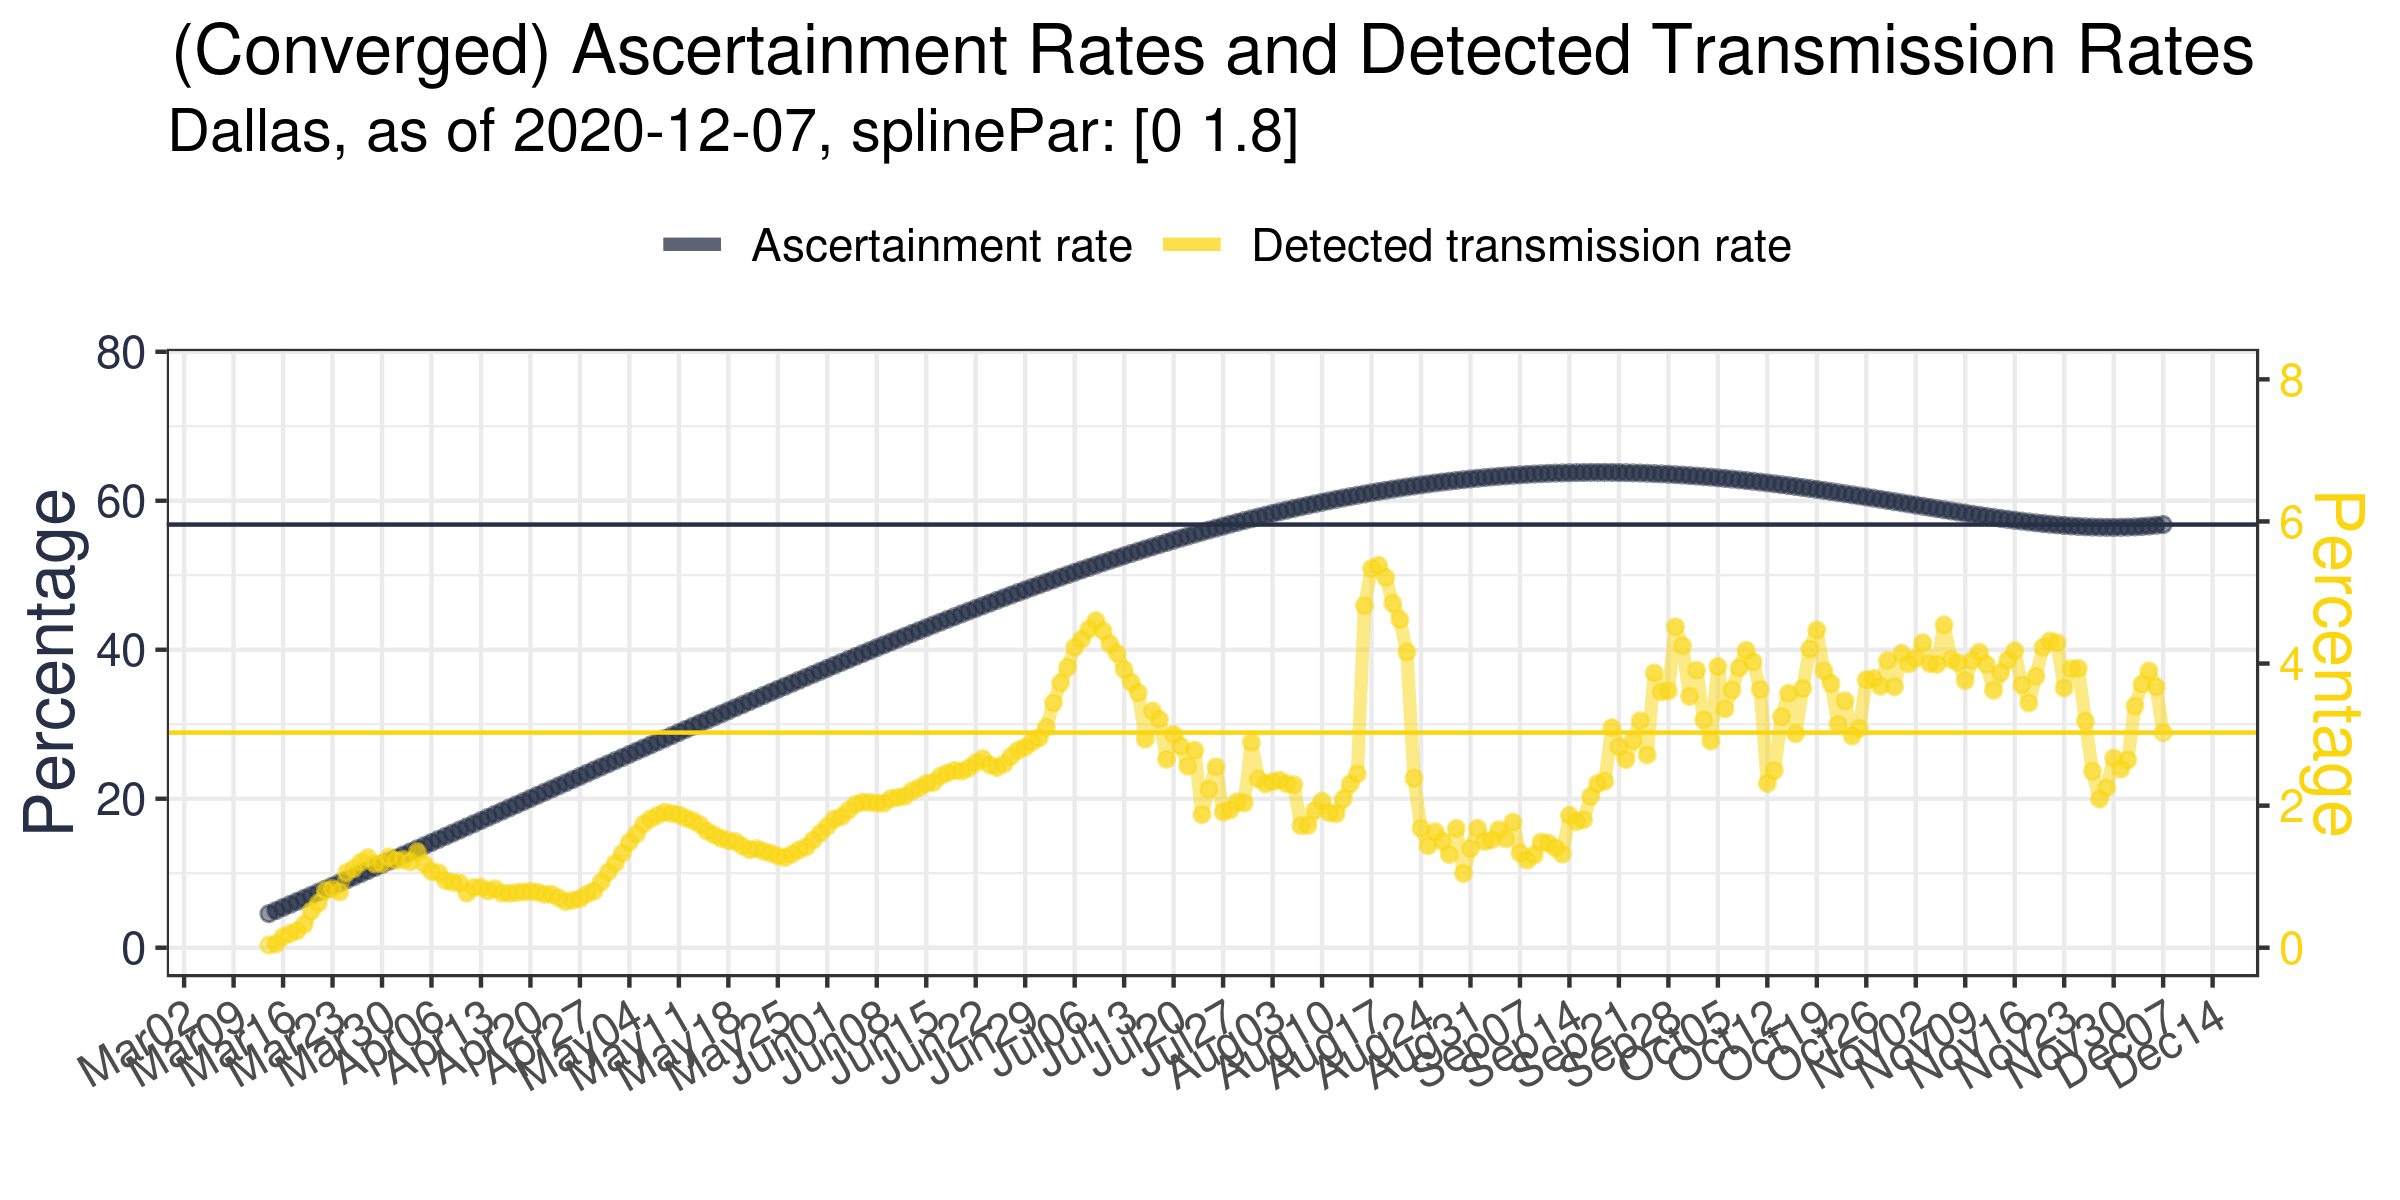 (Converged) Ascertainment Rates and Detected Transmission Rates
Dallas, as of 2020-12-07, splinePar: [0 1.8]
Ascertainment rate Detected transmission rate
80
60
40
20
0
Percentage
8
6
4
2
0
Percentage
Mar02
Mar09
Mar16
Mar23
Mar30
Apr06
Apr13
Apr20
Apr27
May04
May11
May18
May25
Jun01
Jun08
Jun15
Jun22
Jun29
Jul06
Jul13
Jul20
Jul27
Aug03
Aug10
Aug17
Aug24
Aug31
Sep07
Sep14
Sep21
Sep28
Oct05
Oct12
Oct19
Oct26
Nov02
Nov09
Nov16
Nov23
Nov30
Dec07
Dec14